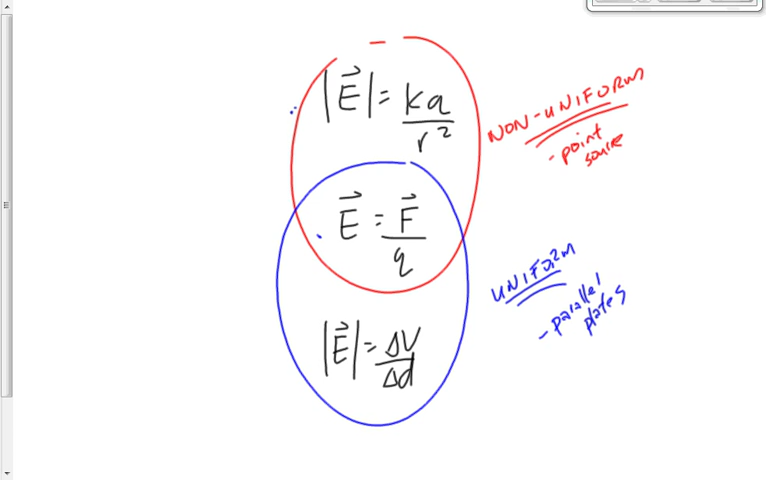 |E⃗| = kq/r²
NON-UNIFORM
- point
source
E⃗ = F⃗/q
UNIFORM
- parallel
plates
|E⃗| = ΔV/Δd